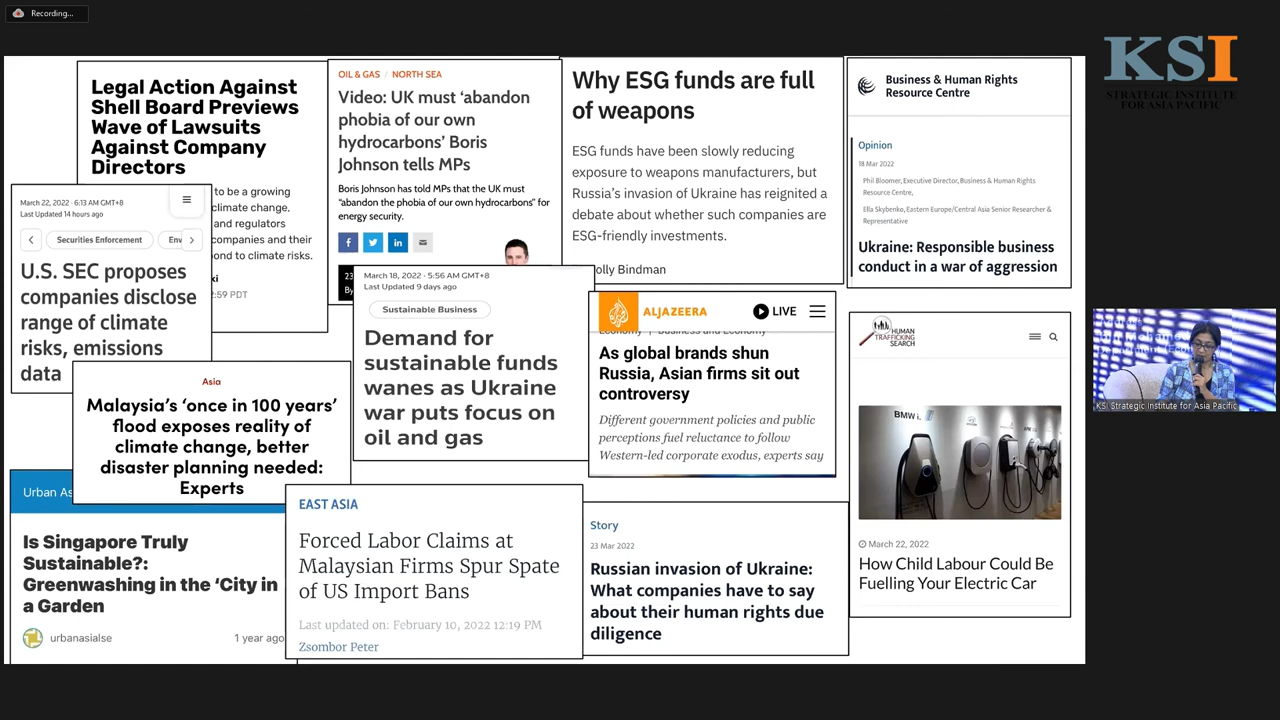 Recording...
KSI
STRATEGIC INSTITUTE
FOR ASIA PACIFIC
Legal Action Against
Shell Board Previews
Wave of Lawsuits
Against Company
Directors
to be a growing
climate change.
and regulators
companies and their
ond to climate risks.
ki
2:59 PDT
OIL & GAS / NORTH SEA
Video: UK must ‘abandon
phobia of our own
hydrocarbons’ Boris
Johnson tells MPs
Boris Johnson has told MPs that the UK must
“abandon the phobia of our own hydrocarbons” for
energy security.
23
By
Why ESG funds are full
of weapons
ESG funds have been slowly reducing
exposure to weapons manufacturers, but
Russia’s invasion of Ukraine has reignited a
debate about whether such companies are
ESG-friendly investments.
olly Bindman
Business & Human Rights
Resource Centre
Opinion
18 Mar 2022
Phil Bloomer, Executive Director, Business & Human Rights
Resource Centre,
Ella Skybenko, Eastern Europe/Central Asia Senior Researcher &
Representative
Ukraine: Responsible business
conduct in a war of aggression
March 22, 2022 · 6:13 AM GMT+8
Last Updated 14 hours ago
Securities Enforcement
Env
U.S. SEC proposes
companies disclose
range of climate
risks, emissions
data
March 18, 2022 · 5:56 AM GMT+8
Last Updated 9 days ago
Sustainable Business
Demand for
sustainable funds
wanes as Ukraine
war puts focus on
oil and gas
ALJAZEERA
LIVE
Economy | Business and Economy
As global brands shun
Russia, Asian firms sit out
controversy
Different government policies and public
perceptions fuel reluctance to follow
Western-led corporate exodus, experts say
HUMAN
TRAFFICKING
SEARCH
BMW i.
March 22, 2022
How Child Labour Could Be
Fuelling Your Electric Car
Asia
Malaysia’s ‘once in 100 years’
flood exposes reality of
climate change, better
disaster planning needed:
Experts
Urban As
Is Singapore Truly
Sustainable?:
Greenwashing in the ‘City in
a Garden
urbanasialse
1 year ago
EAST ASIA
Forced Labor Claims at
Malaysian Firms Spur Spate
of US Import Bans
Last updated on: February 10, 2022 12:19 PM
Zsombor Peter
Story
23 Mar 2022
Russian invasion of Ukraine:
What companies have to say
about their human rights due
diligence
KSI Strategic Institute for Asia Pacific